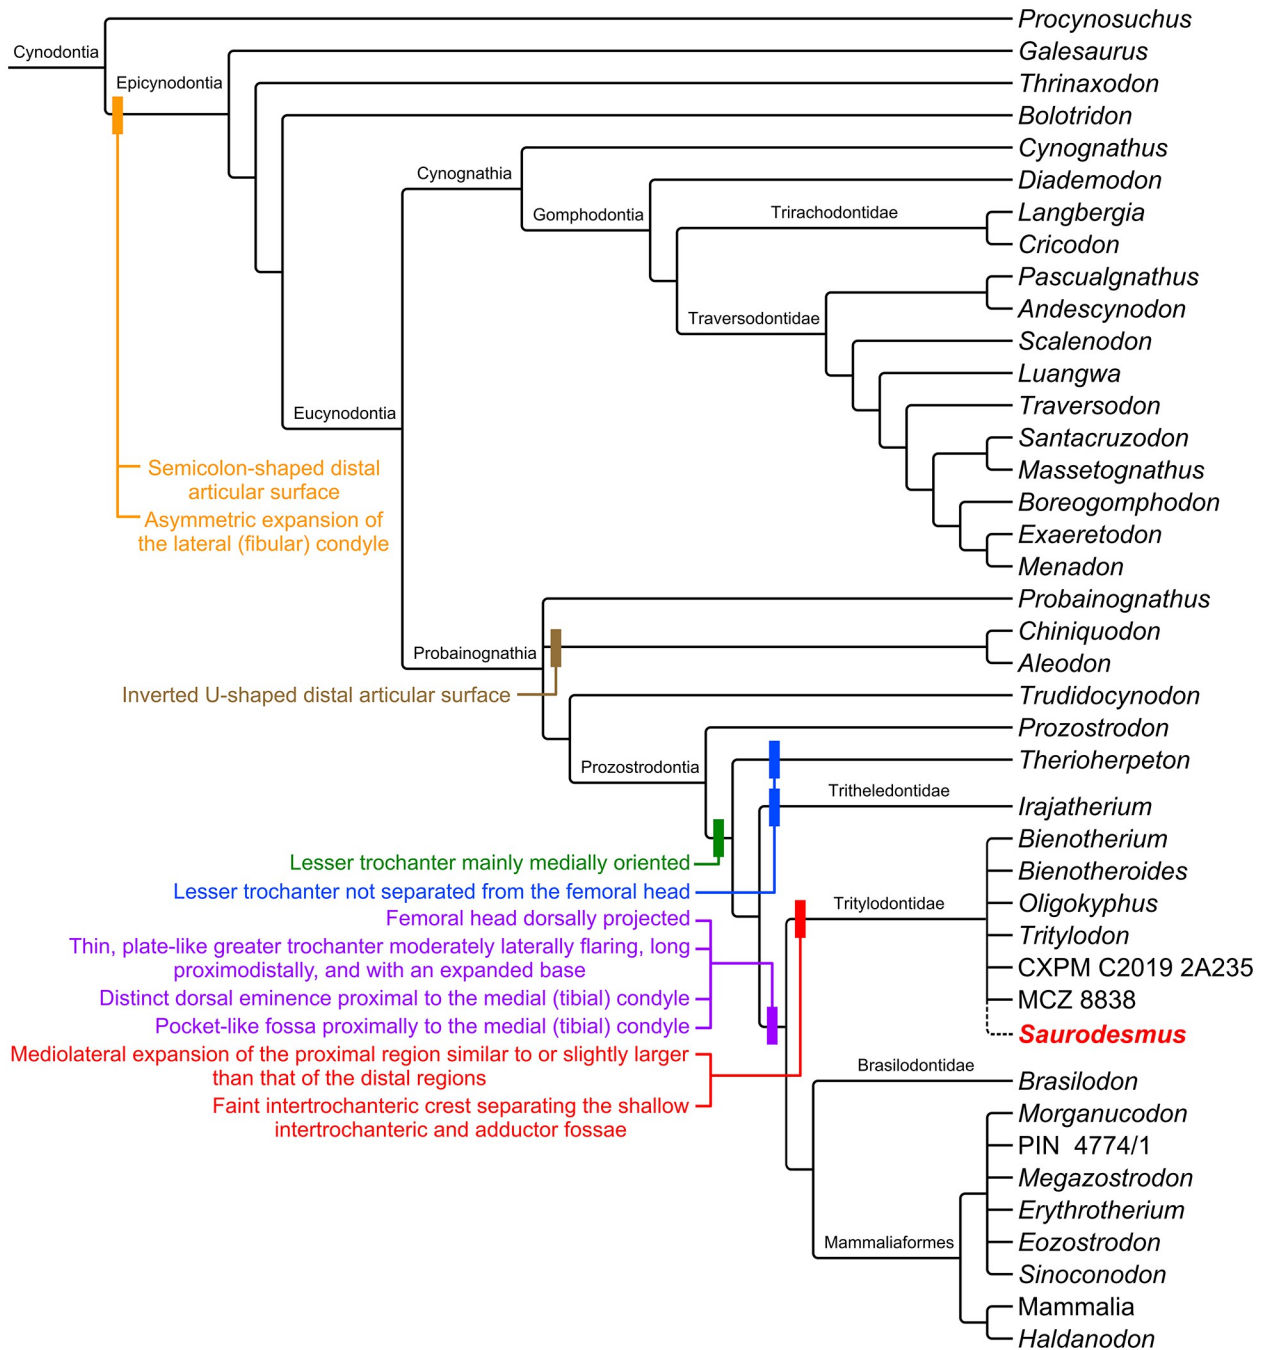 Procynosuchus
Cynodontia
Galesaurus
Epicynodontia
Thrinaxodon
Bolotridon
Cynognathus
Cynognathia
Diademodon
Gomphodontia
Trirachodontidae
Langbergia
Cricodon
Pascualgnathus
Andescynodon
Traversodontidae
Scalenodon
Luangwa
Traversodon
Eucynodontia
Santacruzodon
Massetognathus
Semicolon-shaped distal
articular surface
Boreogomphodon
Asymmetric expansion of
the lateral (fibular) condyle
Exaeretodon
Menadon
Probainognathus
Chiniquodon
Probainognathia
Aleodon
Inverted U-shaped distal articular surface
Trudidocynodon
Prozostrodon
Prozostrodontia
Therioherpeton
Tritheledontidae
Irajatherium
Bienotherium
Lesser trochanter mainly medially oriented
Bienotheroides
Lesser trochanter not separated from the femoral head
Tritylodontidae
Oligokyphus
Femoral head dorsally projected
Tritylodon
Thin, plate-like greater trochanter moderately laterally flaring, long
proximodistally, and with an expanded base
CXPM C2019 2A235
Distinct dorsal eminence proximal to the medial (tibial) condyle
MCZ 8838
Pocket-like fossa proximally to the medial (tibial) condyle
Saurodesmus
Mediolateral expansion of the proximal region similar to or slightly larger
than that of the distal regions
Brasilodontidae
Brasilodon
Faint intertrochanteric crest separating the shallow
intertrochanteric and adductor fossae
Morganucodon
PIN 4774/1
Megazostrodon
Erythrotherium
Mammaliaformes
Eozostrodon
Sinoconodon
Mammalia
Haldanodon